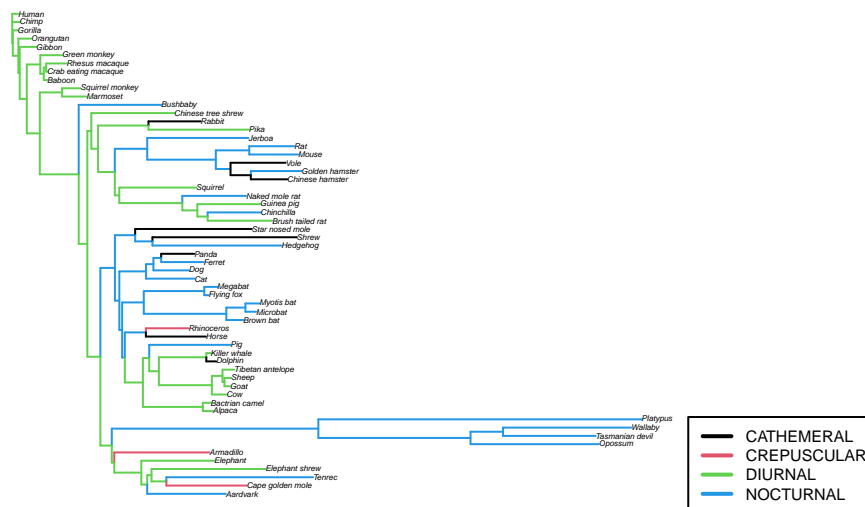 Human
Chimp
Gorilla
Orangutan
Gibbon
Green monkey
Rhesus macaque
Crab eating macaque
Baboon
Squirrel monkey
Marmoset
Bushbaby
Chinese tree shrew
Rabbit
Pika
Jerboa
Rat
Mouse
Vole
Golden hamster
Chinese hamster
Squirrel
Naked mole rat
Guinea pig
Chinchilla
Brush tailed rat
Star nosed mole
Shrew
Hedgehog
Panda
Ferret
Dog
Cat
Megabat
Flying fox
Myotis bat
Microbat
Brown bat
Rhinoceros
Horse
Pig
Killer whale
Dolphin
Tibetan antelope
Sheep
Goat
Cow
Bactrian camel
Alpaca
Platypus
Wallaby
Tasmanian devil
Opossum
Armadillo
Elephant
Elephant shrew
Tenrec
Cape golden mole
Aardvark
CATHEMERAL
CREPUSCULAR
DIURNAL
NOCTURNAL